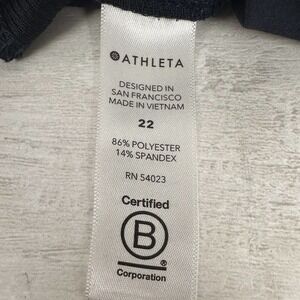 ATHLETA
DESIGNED IN
SAN FRANCISCO
MADE IN VIETNAM
22
86% POLYESTER
14% SPANDEX
RN 54023
Certified
B
Corporation